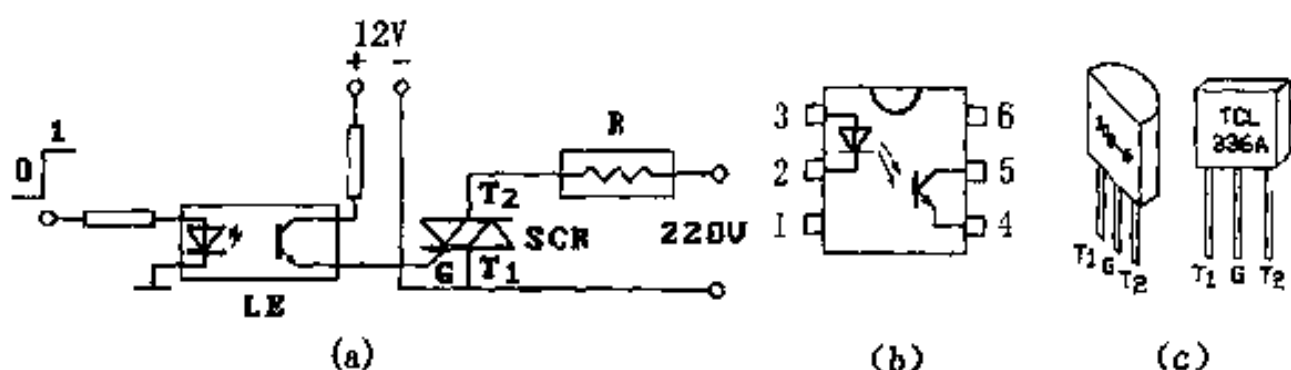 12V
+ -
0 1
R
T2
SCR
220V
G T1
LE
(a)
3 6
2 5
1 4
(b)
TCL
336A
T1 G T2
T1 G T2
(c)